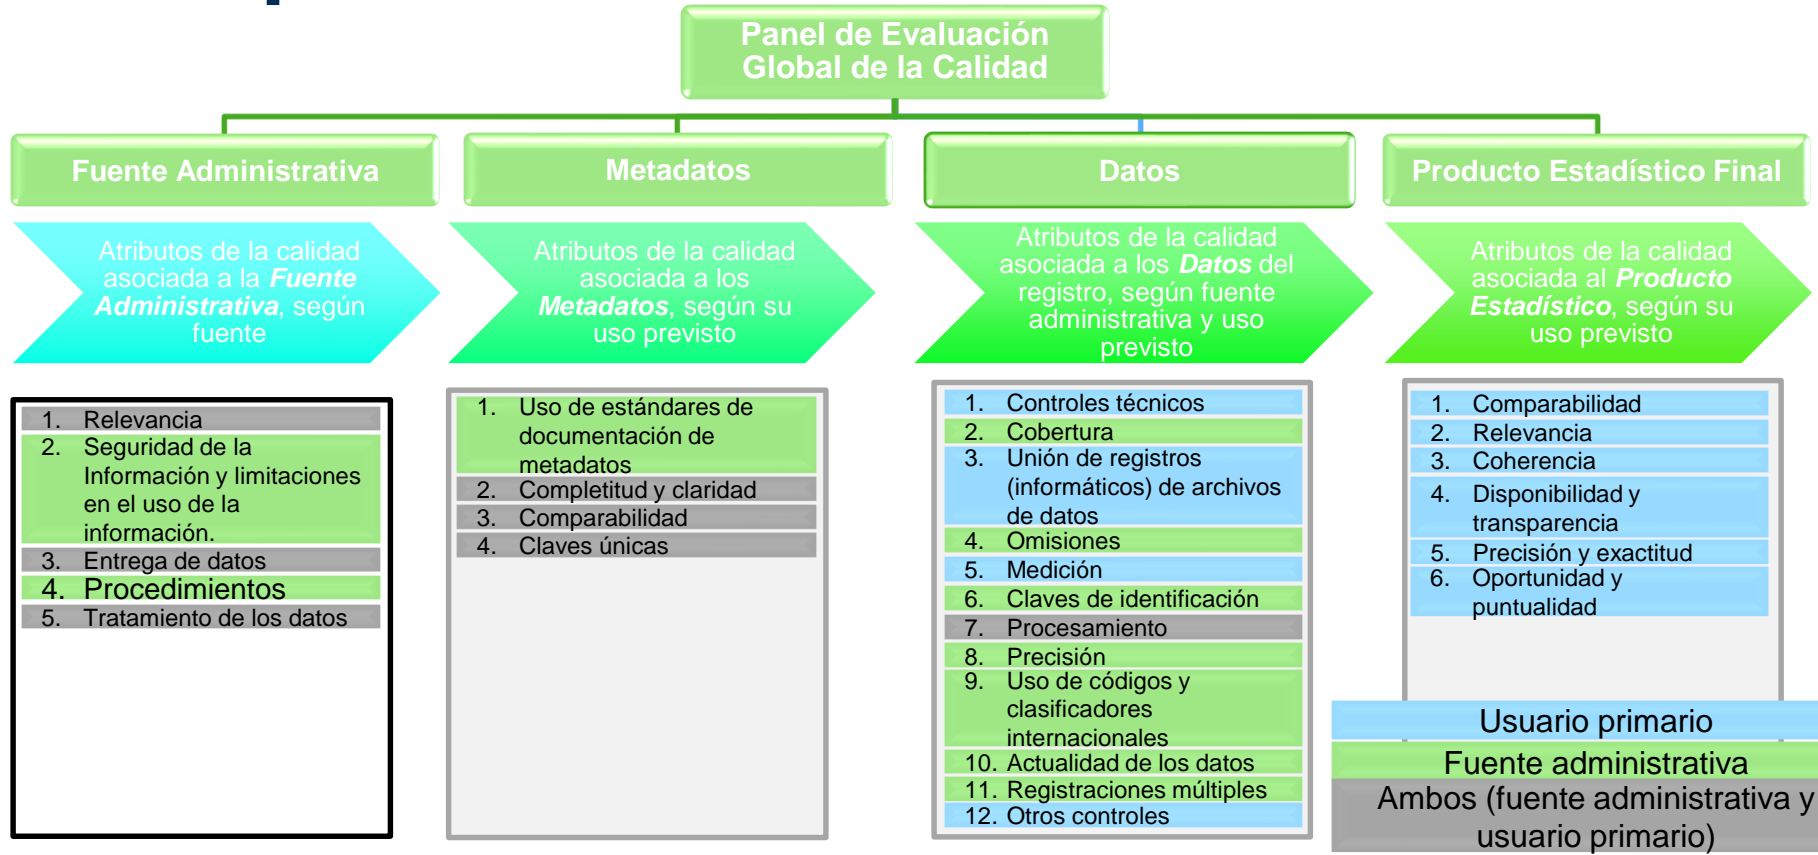 Panel de Evaluación
Global de la Calidad
Fuente Administrativa
Metadatos
Datos
Producto Estadístico Final
Atributos de la calidad
asociada a la Fuente
Administrativa, según
fuente
Atributos de la calidad
asociada a los
Metadatos, según su
uso previsto
Atributos de la calidad
asociada a los Datos del
registro, según fuente
administrativa y uso
previsto
Atributos de la calidad
asociada al Producto
Estadístico, según su
uso previsto
1. Relevancia
2. Seguridad de la
Información y limitaciones
en el uso de la
información.
3. Entrega de datos
4. Procedimientos
5. Tratamiento de los datos
1. Uso de estándares de
documentación de
metadatos
2. Completitud y claridad
3. Comparabilidad
4. Claves únicas
1. Controles técnicos
2. Cobertura
3. Unión de registros
(informáticos) de archivos
de datos
4. Omisiones
5. Medición
6. Claves de identificación
7. Procesamiento
8. Precisión
9. Uso de códigos y
clasificadores
internacionales
10. Actualidad de los datos
11. Registraciones múltiples
12. Otros controles
1. Comparabilidad
2. Relevancia
3. Coherencia
4. Disponibilidad y
transparencia
5. Precisión y exactitud
6. Oportunidad y
puntualidad
Usuario primario
Fuente administrativa
Ambos (fuente administrativa y
usuario primario)